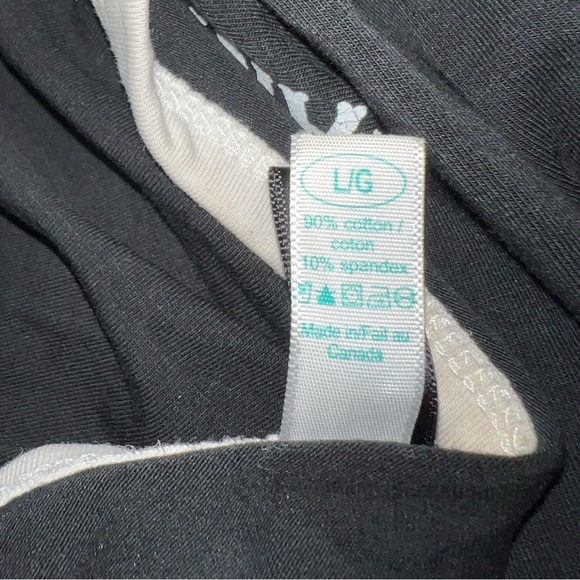 L/G
90% cotton /
coton
10% spandex
Made in/Fait au
Canada